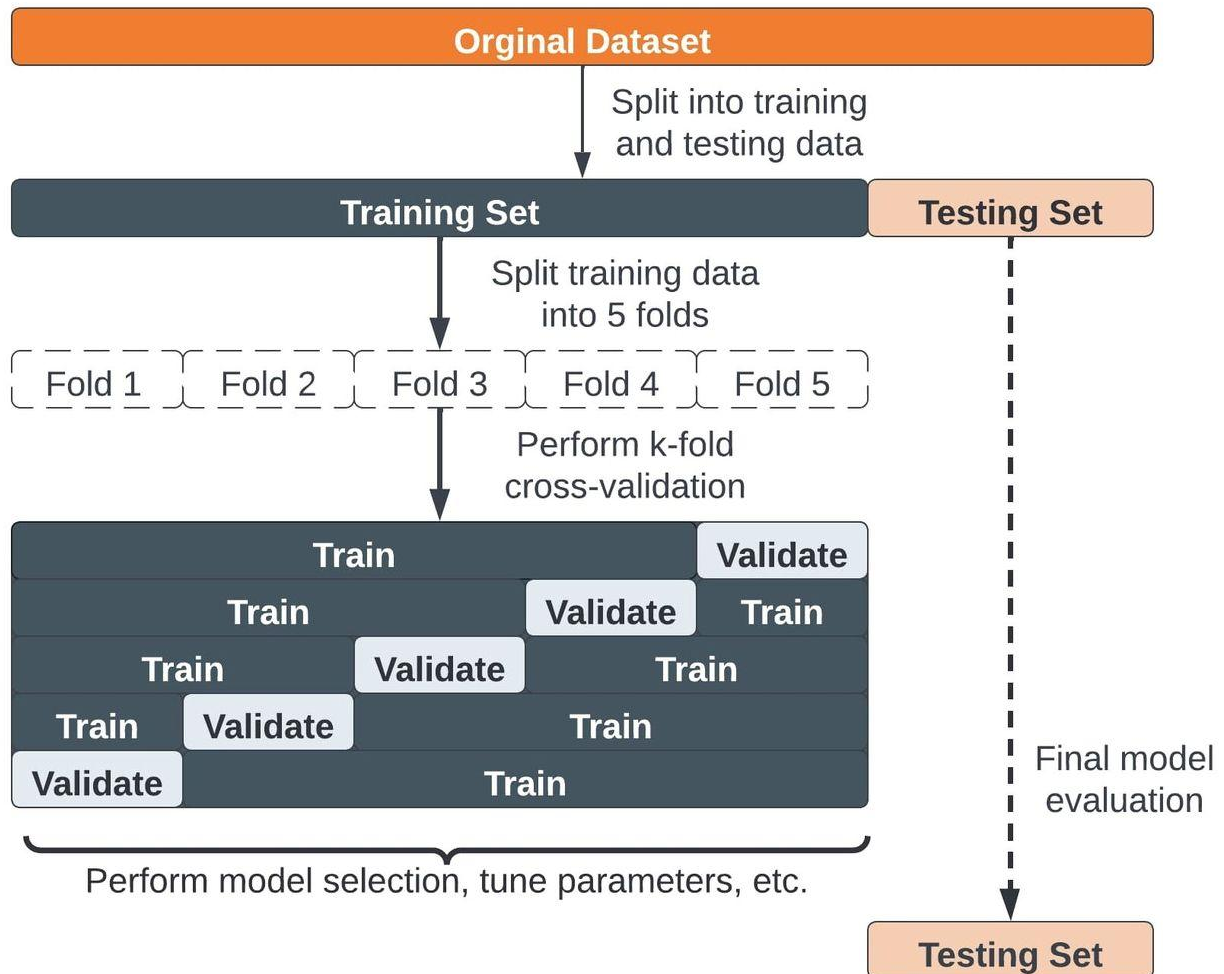 Orginal Dataset
Split into training
and testing data
Training Set
Testing Set
Split training data
into 5 folds
Fold 1
Fold 2
Fold 3
Fold 4
Fold 5
Perform k-fold
cross-validation
Train
Validate
Train
Validate
Train
Train
Validate
Train
Train
Validate
Train
Validate
Train
Final model
evaluation
Perform model selection, tune parameters, etc.
Testing Set